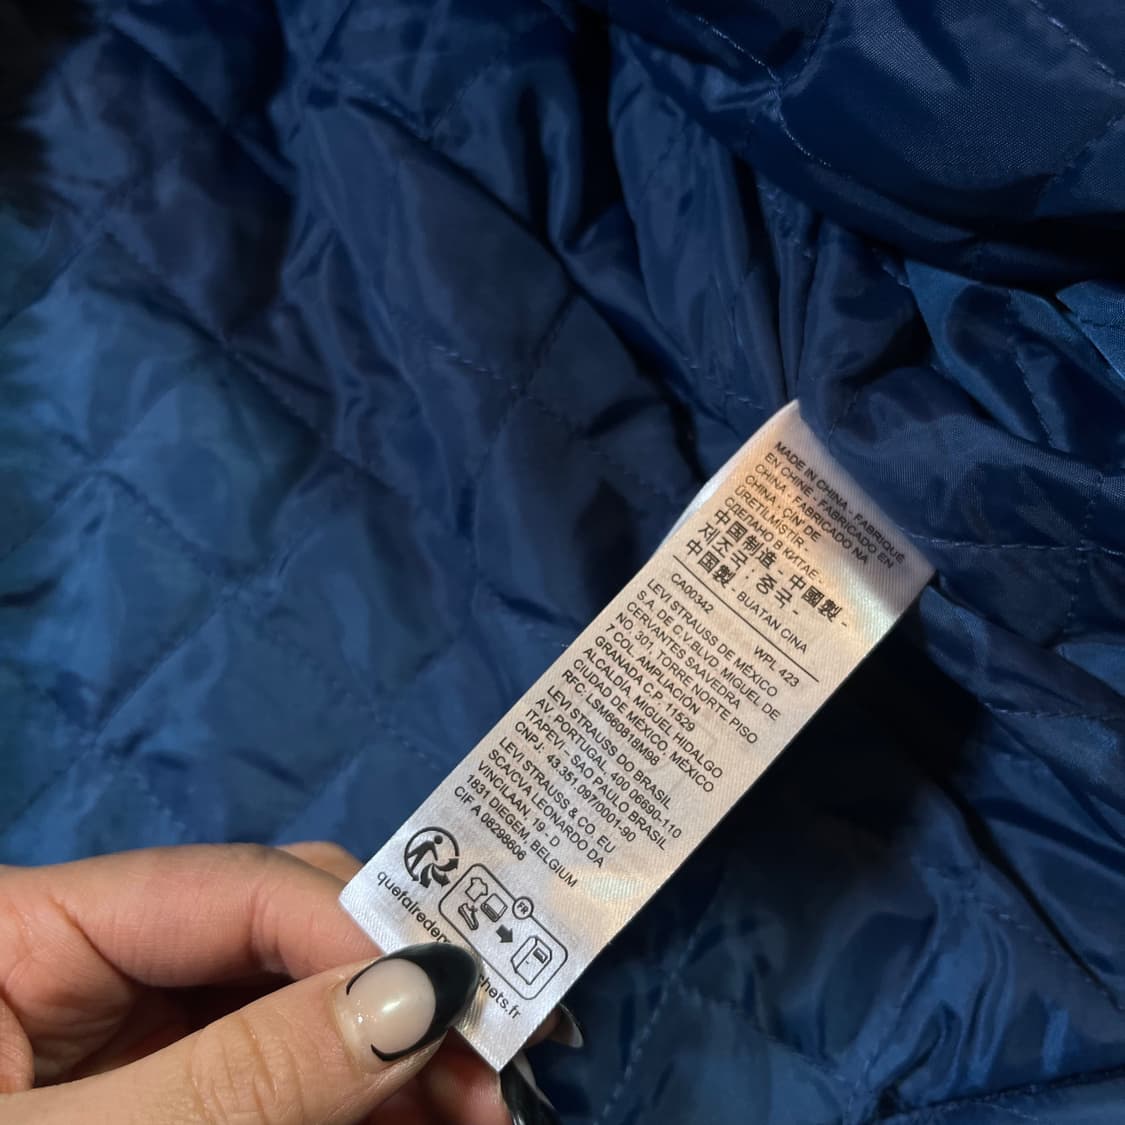 MADE IN CHINA - FABRIQUÉ
EN CHINE - FABRICADO EN
CHINA - FABRICADO NA
CHINA - ÇIN' DE
ÜRETİLMİŞTİR -
СДЕЛАНО В КИТАЕ -
中国制造 - 中國製 -
제조국 : 중국 -
中国製 - BUATAN CINA
CA00342 WPL 423
LEVI STRAUSS DE MÉXICO
S.A. DE C.V.BLVD. MIGUEL DE
CERVANTES SAAVEDRA
NO. 301, TORRE NORTE PISO
7 COL AMPLIACIÓN
GRANADA C.P. 11529
ALCALDIA. MIGUEL HIDALGO
CIUDAD DE MÉXICO, MÉXICO
RFC: LSM660818M98
LEVI STRAUSS DO BRASIL
AV. PORTUGAL, 400 06690-110
ITAPEVI - SÃO PAULO BRASIL
CNPJ: 43.351.097/0001-90
LEVI STRAUSS & CO. EU
SCA/CVA LEONARDO DA
VINCILAAN, 19 - D
1831 DIEGEM, BELGIUM
CIF A 08298606
FR